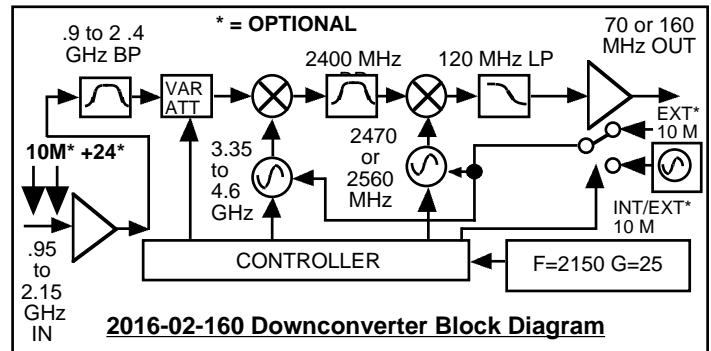 * = OPTIONAL
.9 to 2 .4
GHz BP
VAR
ATT
2400 MHz
120 MHz LP
70 or 160
MHz OUT
10M* +24*
3.35
to
4.6
GHz
2470
or
2560
MHz
EXT*
10 M
INT/EXT*
10 M
.95
to
2.15
GHz
IN
CONTROLLER
F=2150 G=25
2016-02-160 Downconverter Block Diagram